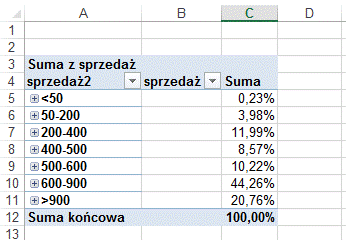 A B C D
1
2
3 Suma z sprzedaż
4 sprzedaż2 sprzedaż Suma
5 <50 0,23%
6 50-200 3,98%
7 200-400 11,99%
8 400-500 8,57%
9 500-600 10,22%
10 600-900 44,26%
11 >900 20,76%
12 Suma końcowa 100,00%
13